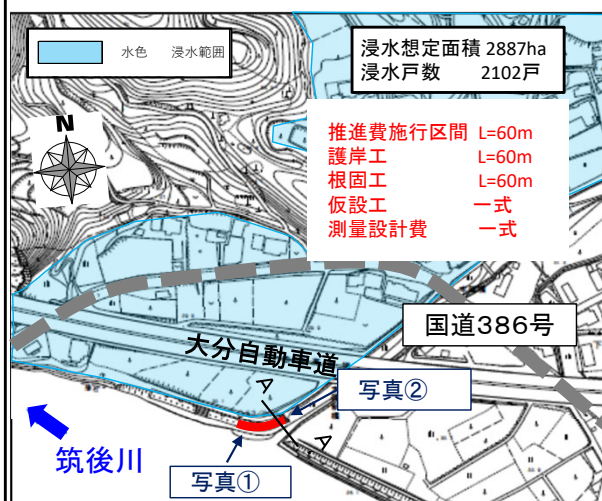 水色 浸水範囲
浸水想定面積 2887ha
浸水戸数 2102戸
N
推進費施行区間 L=60m
護岸工 L=60m
根固工 L=60m
仮設工 一式
測量設計費 一式
国道386号
大分自動車道
A
写真②
A
筑後川
写真①